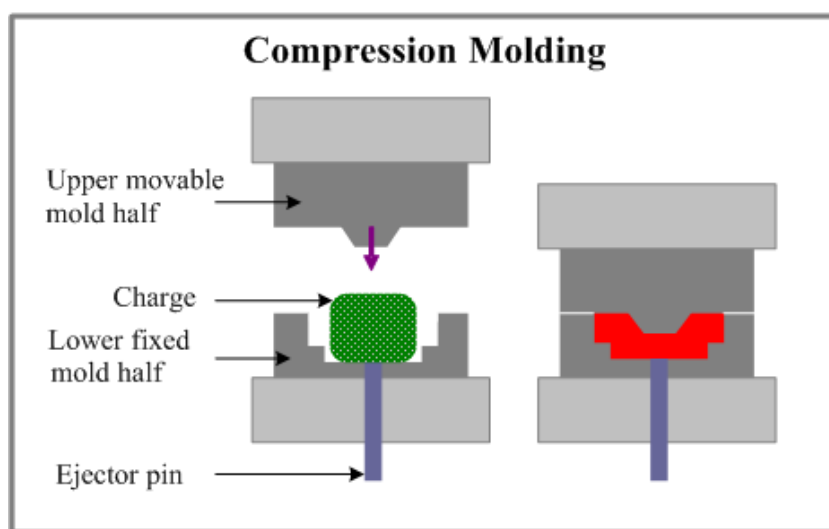 Compression Molding
Upper movable
mold half
Charge
Lower fixed
mold half
Ejector pin